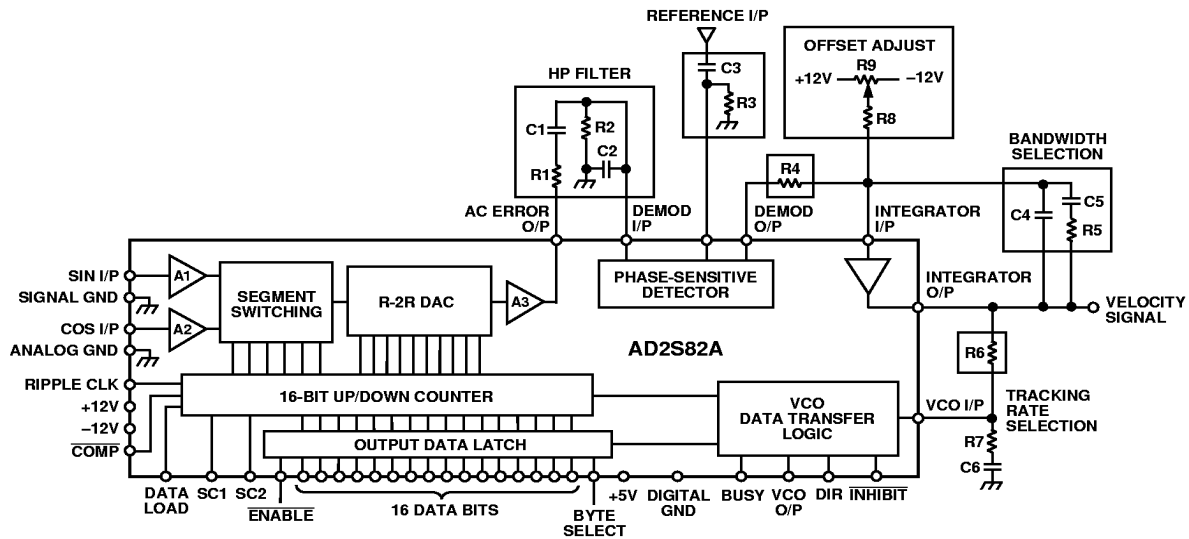 REFERENCE I/P
C3
R3
OFFSET ADJUST
R9
+12V
–12V
R8
HP FILTER
C1
R2
C2
R1
R4
BANDWIDTH
SELECTION
C5
C4
R5
AC ERROR
O/P
DEMOD
I/P
DEMOD
O/P
INTEGRATOR
I/P
SIN I/P
SIGNAL GND
COS I/P
ANALOG GND
RIPPLE CLK
+12V
–12V
COMP
A1
A2
SEGMENT
SWITCHING
R-2R DAC
A3
PHASE-SENSITIVE
DETECTOR
INTEGRATOR
O/P
VELOCITY
SIGNAL
AD2S82A
R6
16-BIT UP/DOWN COUNTER
OUTPUT DATA LATCH
VCO
DATA TRANSFER
LOGIC
VCO I/P
TRACKING
RATE
SELECTION
R7
C6
DATA
LOAD
SC1
SC2
ENABLE
16 DATA BITS
BYTE
SELECT
+5V
DIGITAL
GND
BUSY
VCO
O/P
DIR
INHIBIT